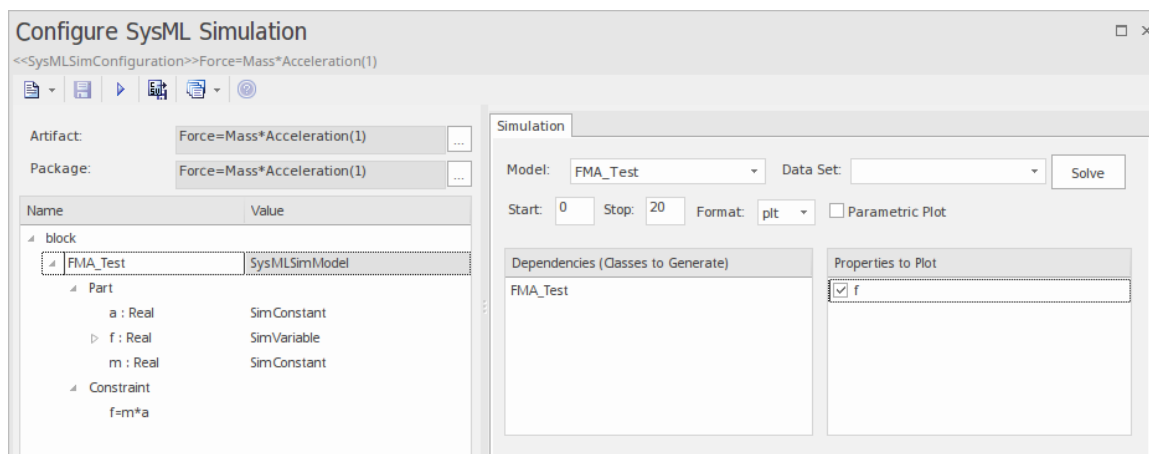 Configure SysML Simulation
<<SysMLSimConfiguration>>Force=Mass*Acceleration(1)
Artifact: Force=Mass*Acceleration(1) ...
Package: Force=Mass*Acceleration(1) ...
Name Value
block
FMA_Test SysMLSimModel
Part
a : Real SimConstant
f : Real SimVariable
m : Real SimConstant
Constraint
f=m*a
Simulation
Model: FMA_Test Data Set: Solve
Start: 0 Stop: 20 Format: plt Parametric Plot
Dependencies (Classes to Generate) Properties to Plot
FMA_Test f